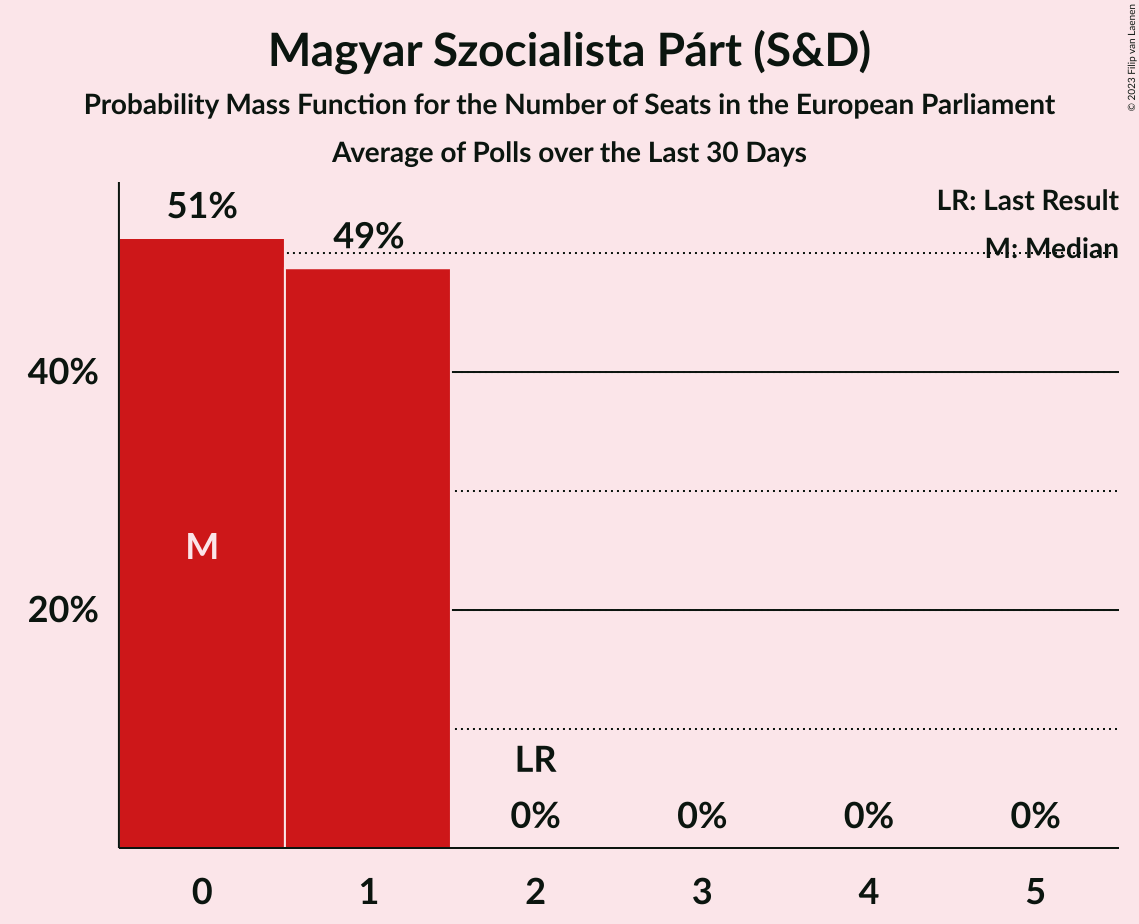 Magyar Szocialista Párt (S&D)
Probability Mass Function for the Number of Seats in the European Parliament
Average of Polls over the Last 30 Days
© 2023 Filip van Laenen
LR: Last Result
M: Median
51%
49%
40%
20%
M
LR
0%
0%
0%
0%
0
1
2
3
4
5